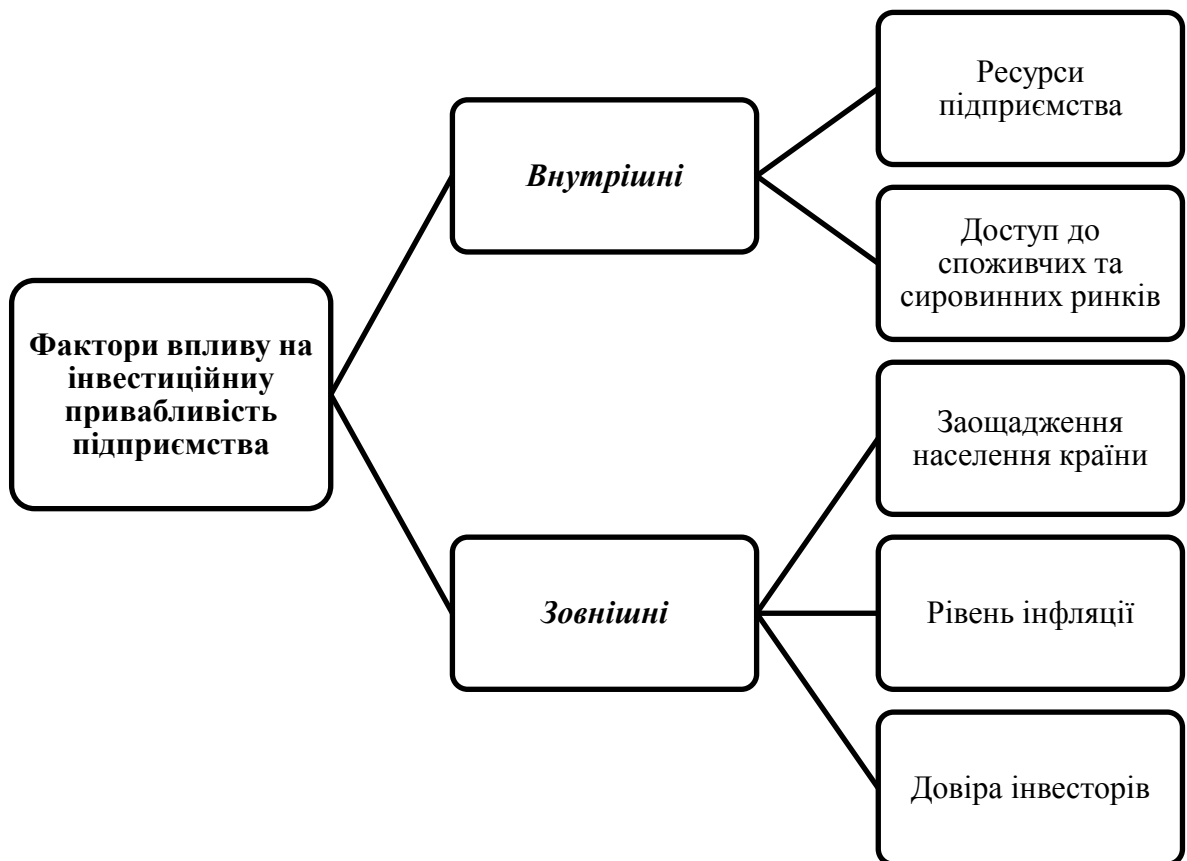 Фактори впливу на
інвестиційниу
привабливість
підприємства
Внутрішні
Ресурси
підприємства
Доступ до
споживчих та
сировинних ринків
Зовнішні
Заощадження
населення країни
Рівень інфляції
Довіра інвесторів